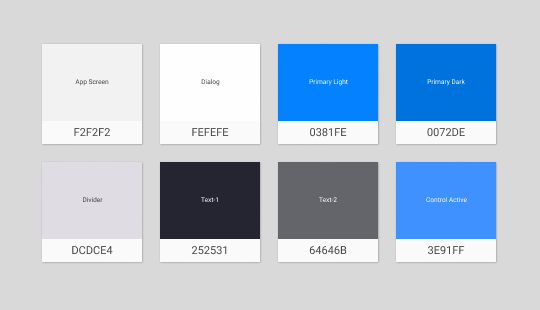 App Screen
F2F2F2
Dialog
FEFEFE
Primary Light
0381FE
Primary Dark
0072DE
Divider
DCDCE4
Text-1
252531
Text-2
64646B
Control Active
3E91FF